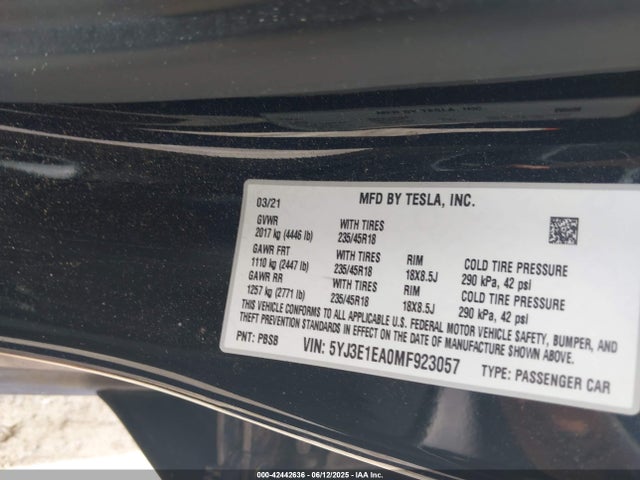 MFD BY TESLA, INC.
03/21 MFD BY TESLA, INC.
GVWR WITH TIRES
2017 kg (4446 lb) 235/45R18
GAWR FRT WITH TIRES RIM COLD TIRE PRESSURE
1110 kg (2447 lb) 235/45R18 18X8.5J 290 kPa, 42 psi
GAWR RR WITH TIRES RIM COLD TIRE PRESSURE
1257 kg (2771 lb) 235/45R18 18X8.5J 290 kPa, 42 psi
THIS VEHICLE CONFORMS TO ALL APPLICABLE U.S. FEDERAL MOTOR VEHICLE SAFETY, BUMPER, AND
THEFT PREVENTION STANDARDS IN EFFECT ON THE DATE OF MANUFACTURE SHOWN ABOVE.
PNT: PBSB VIN: 5YJ3E1EA0MF923057 TYPE: PASSENGER CAR
000-42442636 - 06/12/2025 - IAA Inc.